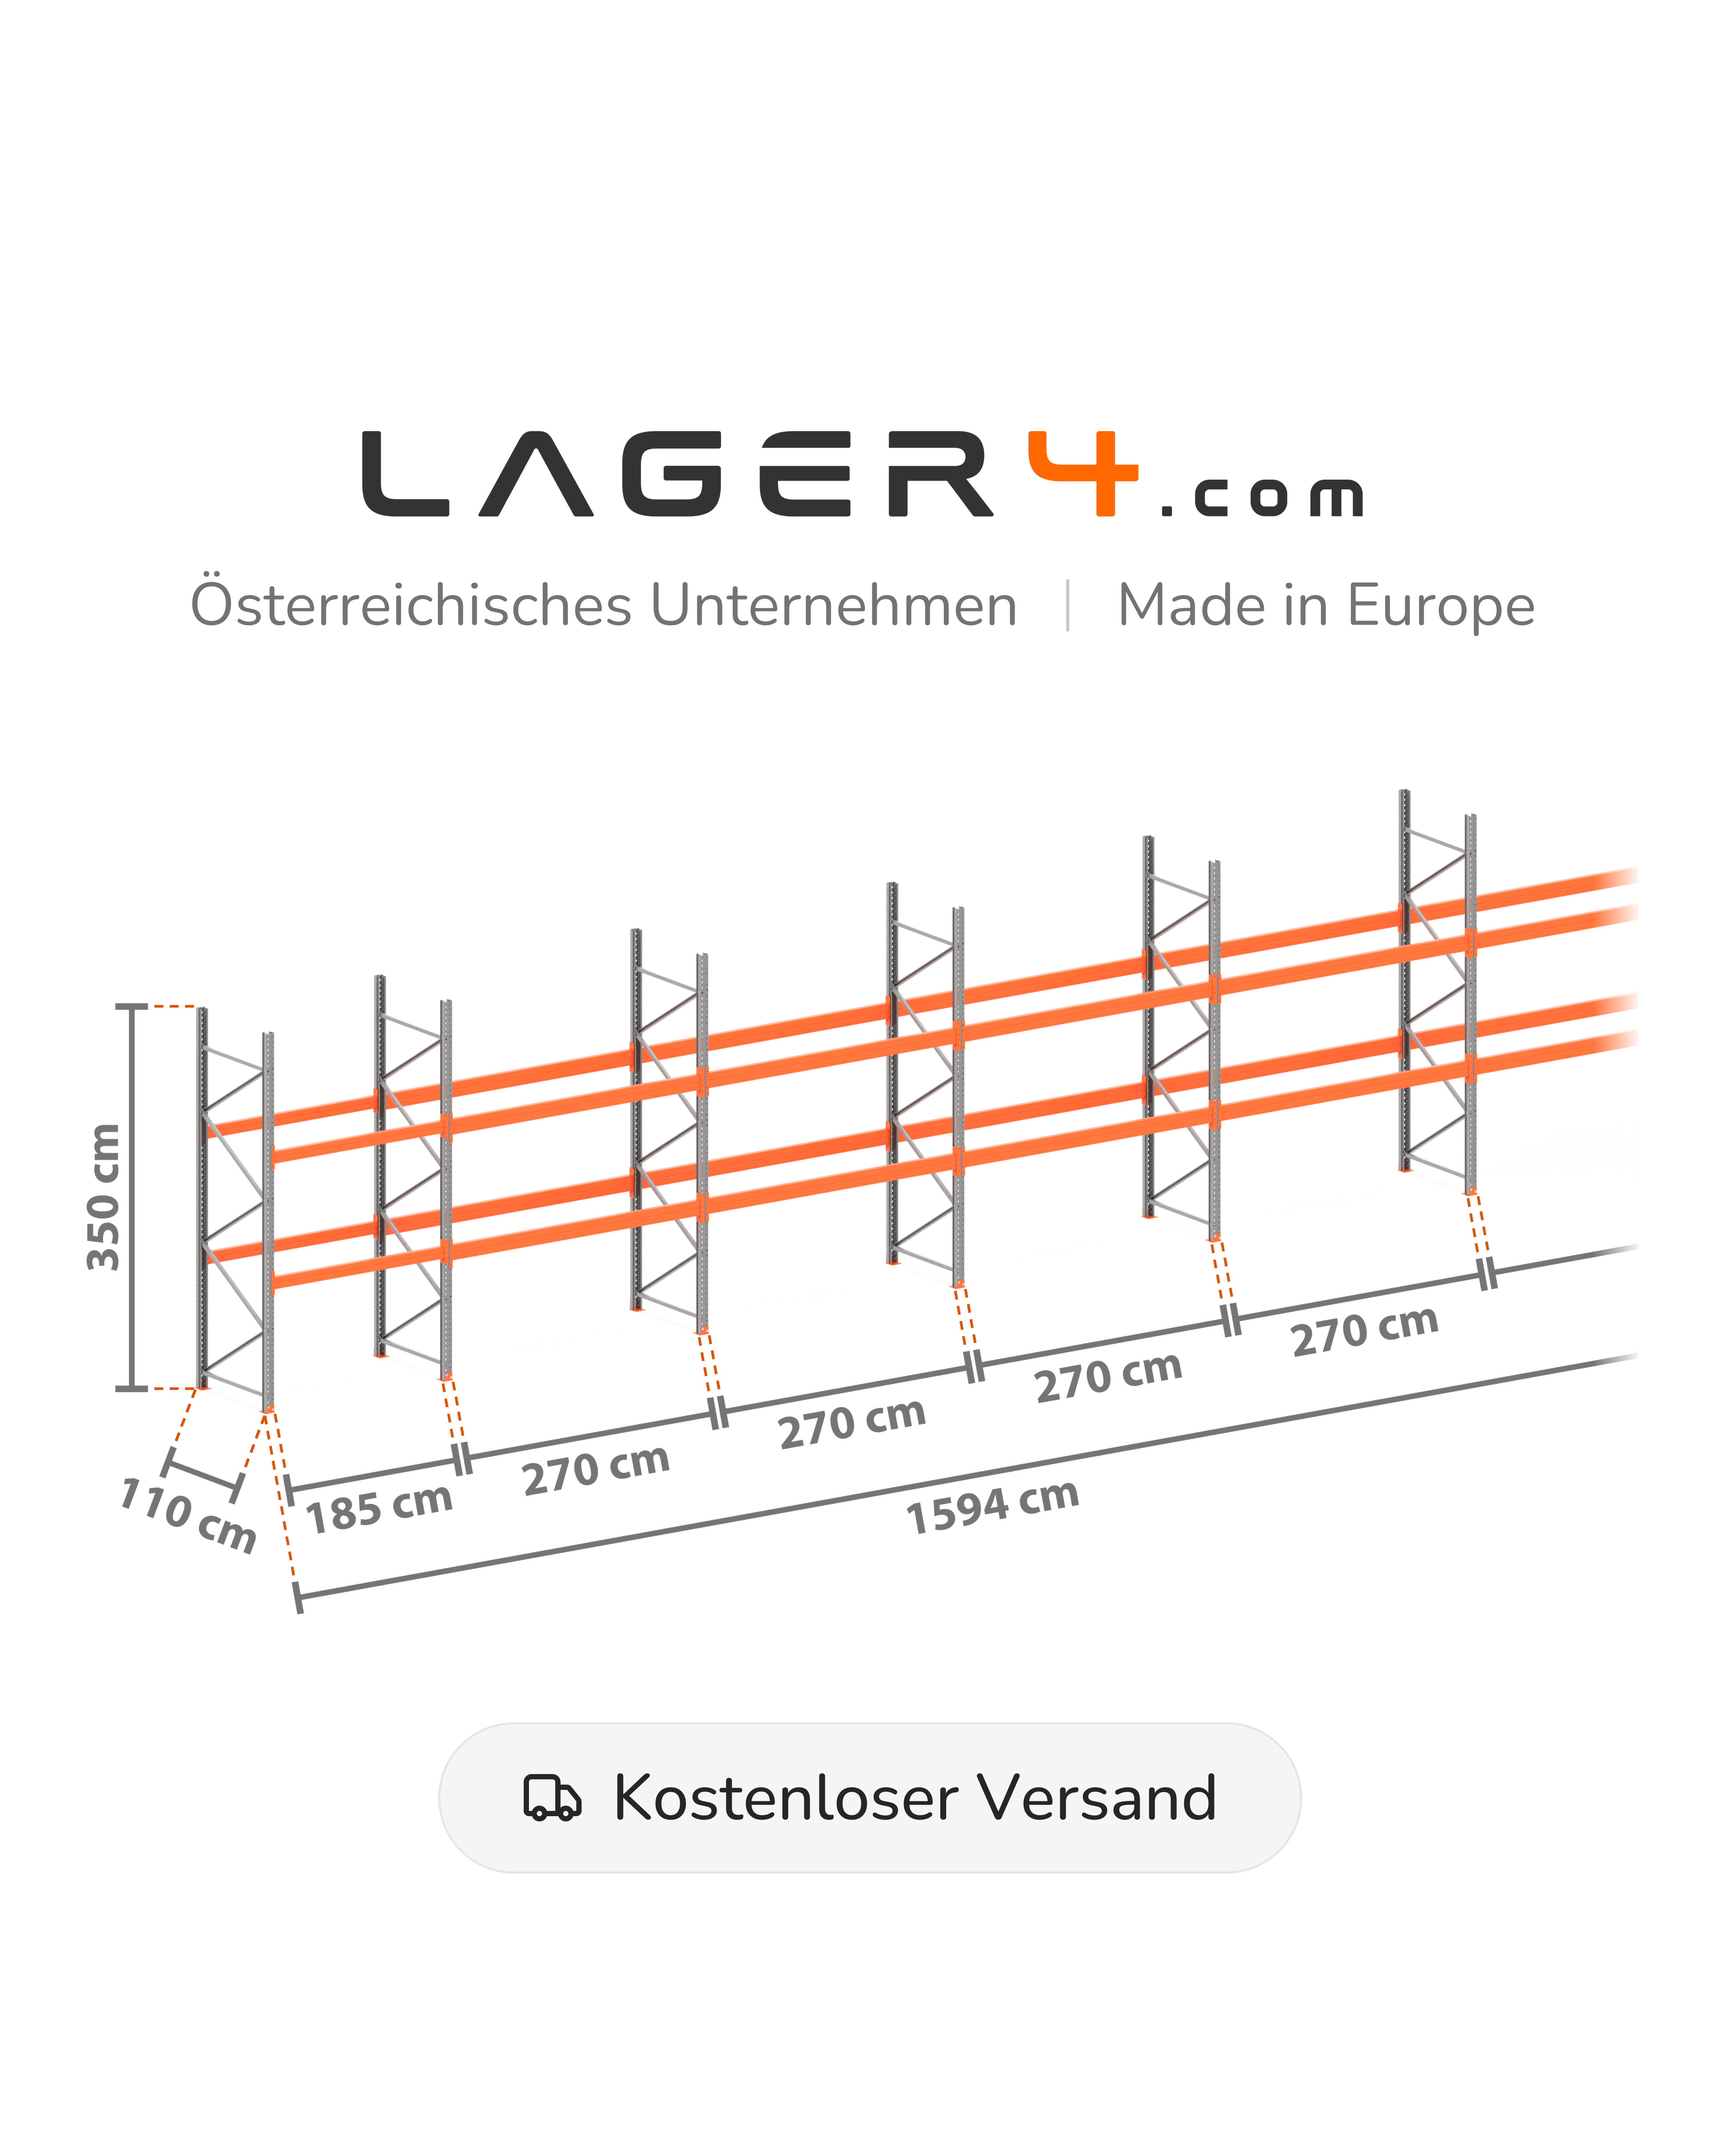 LAGER4.com
Österreichisches Unternehmen | Made in Europe
350 cm
110 cm
185 cm
270 cm
270 cm
270 cm
270 cm
1594 cm
Kostenloser Versand